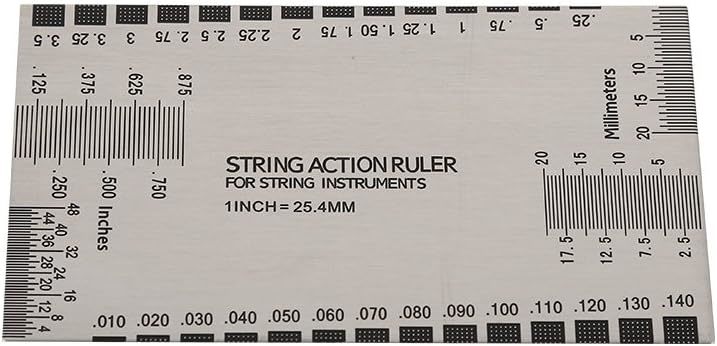 3.5 3.25 3 2.75 2.5 2.25 2 1.75 1.50 1.25 1 .75 .5 .25
.125 .375 .625 .875
.250 .500 .750
Inches
48 44 40 36 32 28 24 20 16 12 8 4
STRING ACTION RULER
FOR STRING INSTRUMENTS
1INCH = 25.4MM
5 10 15 20
Millimeters
20 15 10 5
17.5 12.5 7.5 2.5
.010 .020 .030 .040 .050 .060 .070 .080 .090 .100 .110 .120 .130 .140